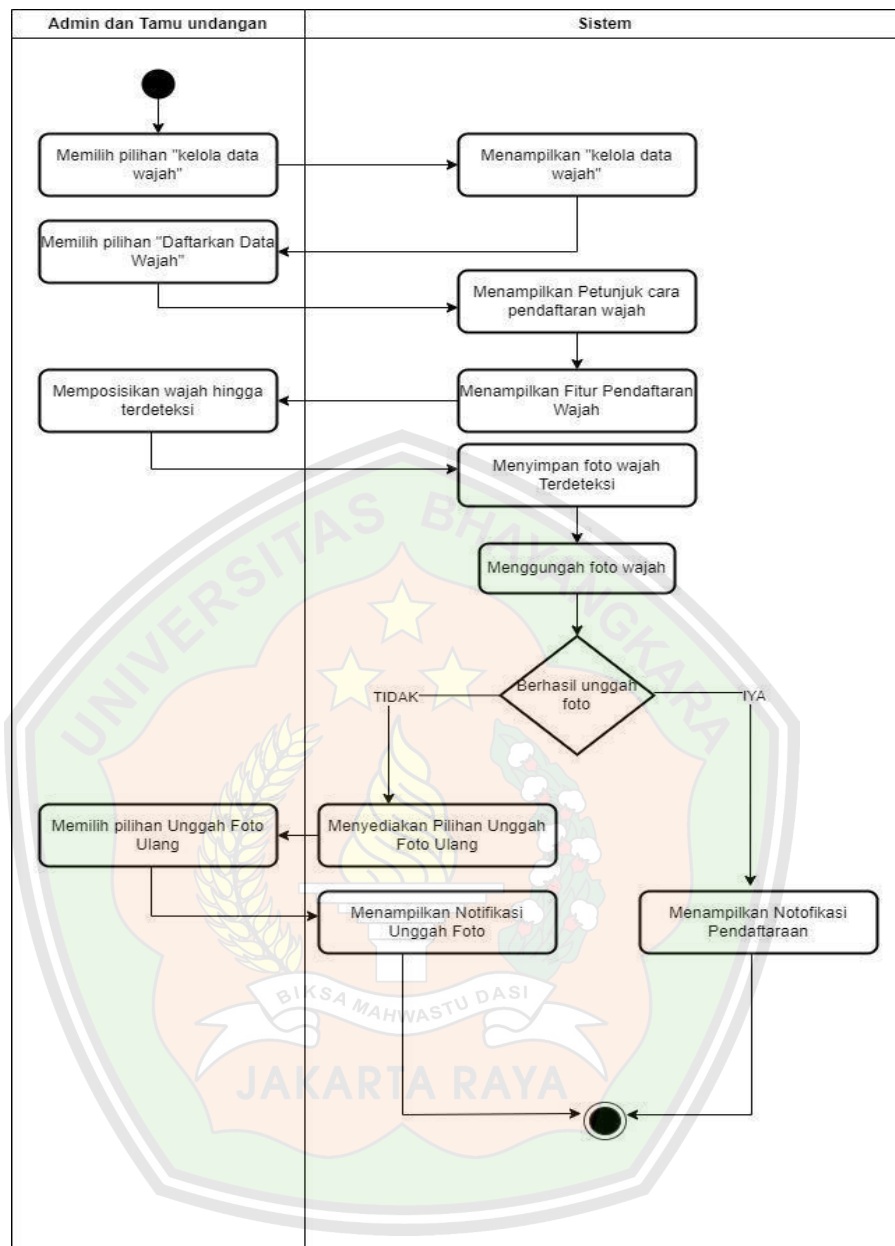 Admin dan Tamu undangan
Sistem
Memilih pilihan "kelola data
wajah"
Menampilkan "kelola data
wajah"
Memilih pilihan "Daftarkan Data
Wajah"
Menampilkan Petunjuk cara
pendaftaran wajah
Memposisikan wajah hingga
terdeteksi
Menampilkan Fitur Pendaftaran
Wajah
Menyimpan foto wajah
Terdeteksi
Menggungah foto wajah
Berhasil unggah
foto
TIDAK
IYA
Memilih pilihan Unggah Foto
Ulang
Menyediakan Pilihan Unggah
Foto Ulang
Menampilkan Notifikasi
Unggah Foto
Menampilkan Notofikasi
Pendaftaraan
UNIVERSITAS BHAYANGKARA
BIKSA MAHWASTU DASI
JAKARTA RAYA